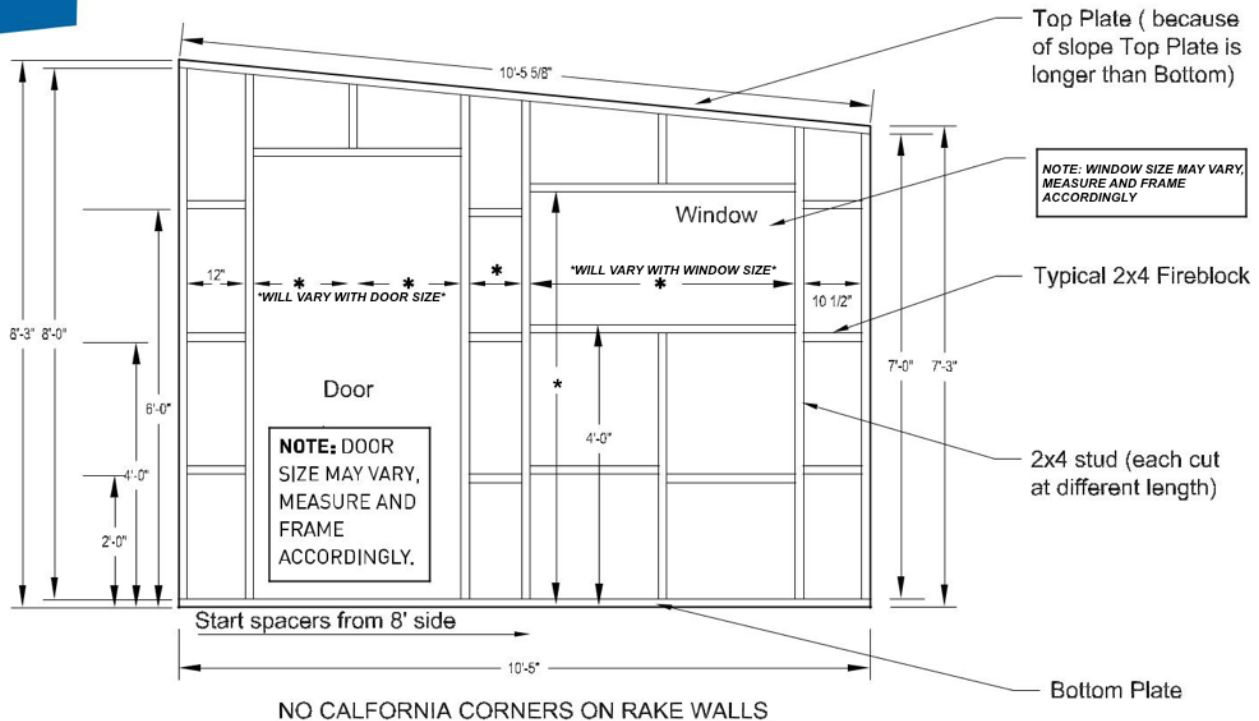 Top Plate ( because
of slope Top Plate is
longer than Bottom)
10'-5 5/8"
NOTE: WINDOW SIZE MAY VARY,
MEASURE AND FRAME
ACCORDINGLY
Window
12"
*
*
*
*WILL VARY WITH WINDOW SIZE*
*
*WILL VARY WITH DOOR SIZE*
10 1/2"
Typical 2x4 Fireblock
8'-3"
8'-0"
7'-0"
7'-3"
Door
*
6'-0"
4'-0"
NOTE: DOOR
SIZE MAY VARY,
MEASURE AND
FRAME
ACCORDINGLY.
2x4 stud (each cut
at different length)
4'-0"
2'-0"
Start spacers from 8' side
10'-5"
Bottom Plate
NO CALFORNIA CORNERS ON RAKE WALLS